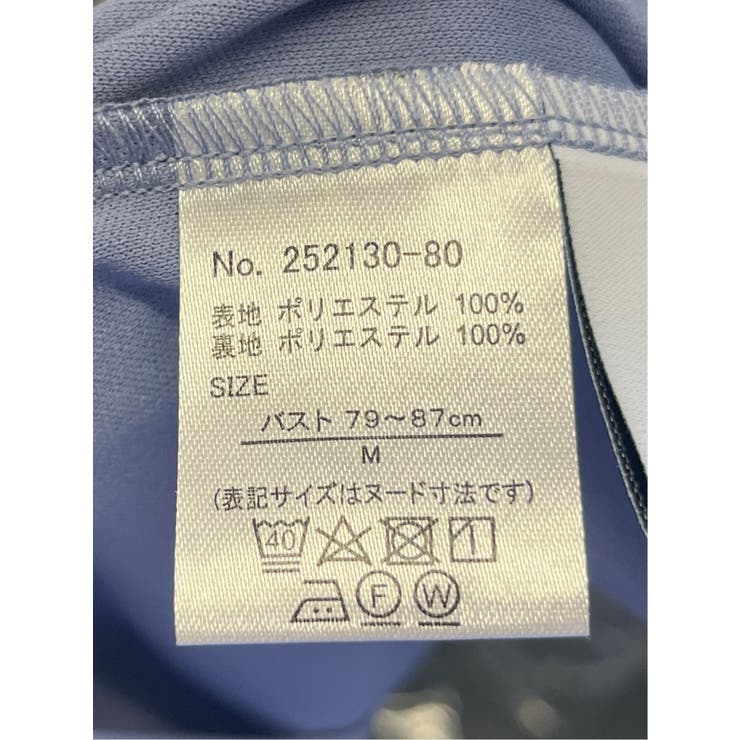 No. 252130-80
表地 ポリエステル 100%
裏地 ポリエステル 100%
SIZE
バスト 79〜87cm
M
(表記サイズはヌード寸法です)
40
F W